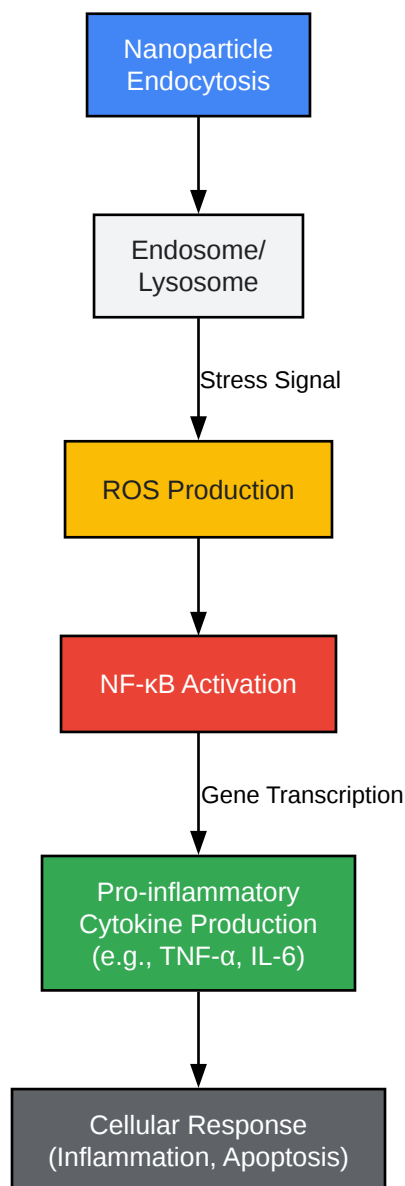 Nanoparticle
Endocytosis
Endosome/
Lysosome
Stress Signal
ROS Production
NF-κB Activation
Gene Transcription
Pro-inflammatory
Cytokine Production
(e.g., TNF-α, IL-6)
Cellular Response
(Inflammation, Apoptosis)